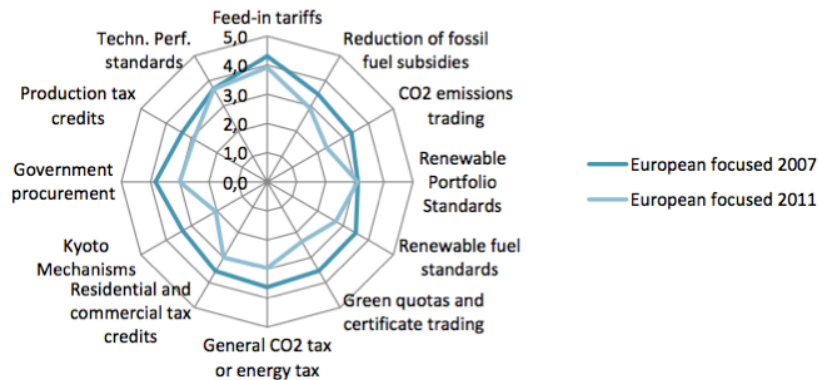 Feed-in tariffs
Reduction of fossil
fuel subsidies
CO2 emissions
trading
Renewable
Portfolio
Standards
Renewable fuel
standards
Green quotas and
certificate trading
General CO2 tax
or energy tax
Residential and
commercial tax
credits
Kyoto
Mechanisms
Government
procurement
Production tax
credits
Techn. Perf.
standards
5,0
4,0
3,0
2,0
1,0
0,0
European focused 2007
European focused 2011